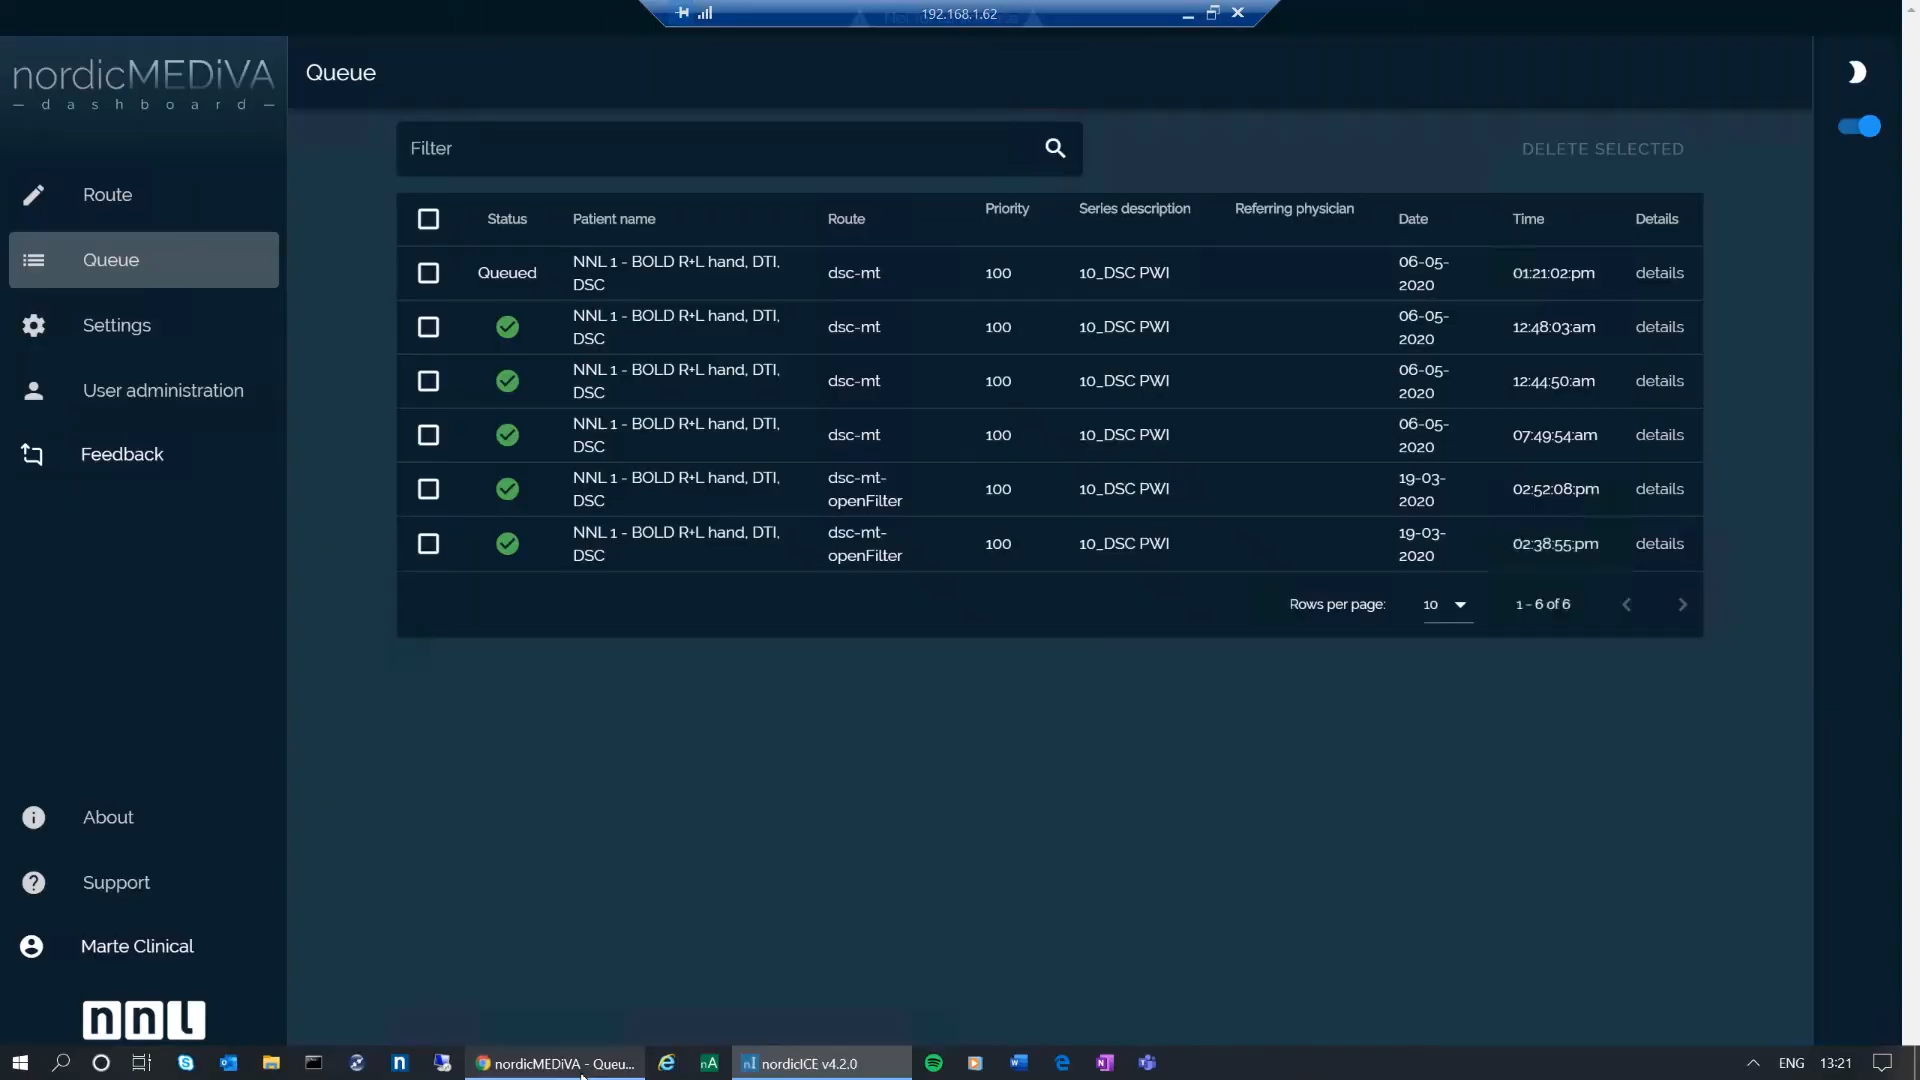 192.168.1.62
nordicMEDiVA
dashboard
Queue
Filter
DELETE SELECTED
Route
Queue
Settings
User administration
Feedback
Status Patient name Route Priority Series description Referring physician Date Time Details
Queued NNL 1 - BOLD R+L hand, DTI, DSC dsc-mt 100 10_DSC PWI 06-05-2020 01:21:02:pm details
NNL 1 - BOLD R+L hand, DTI, DSC dsc-mt 100 10_DSC PWI 06-05-2020 12:48:03:am details
NNL 1 - BOLD R+L hand, DTI, DSC dsc-mt 100 10_DSC PWI 06-05-2020 12:44:50:am details
NNL 1 - BOLD R+L hand, DTI, DSC dsc-mt 100 10_DSC PWI 06-05-2020 07:49:54:am details
NNL 1 - BOLD R+L hand, DTI, DSC dsc-mt-openFilter 100 10_DSC PWI 19-03-2020 02:52:08:pm details
NNL 1 - BOLD R+L hand, DTI, DSC dsc-mt-openFilter 100 10_DSC PWI 19-03-2020 02:38:55:pm details
Rows per page: 10 1 - 6 of 6
About
Support
Marte Clinical
nnl
nordicMEDiVA - Queu...
nA
nI nordicICE v4.2.0
ENG 13:21